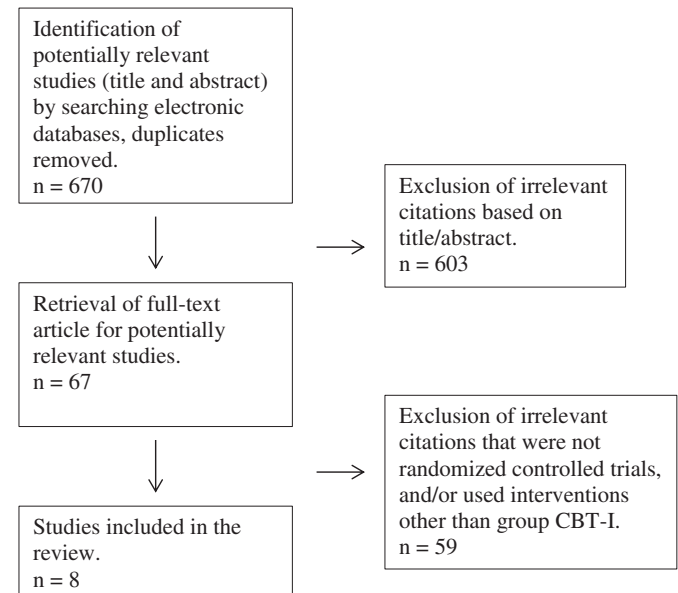 Identification of
potentially relevant
studies (title and abstract)
by searching electronic
databases, duplicates
removed.
n = 670
Exclusion of irrelevant
citations based on
title/abstract.
n = 603
Retrieval of full-text
article for potentially
relevant studies.
n = 67
Exclusion of irrelevant
citations that were not
randomized controlled trials,
and/or used interventions
other than group CBT-I.
n = 59
Studies included in the
review.
n = 8